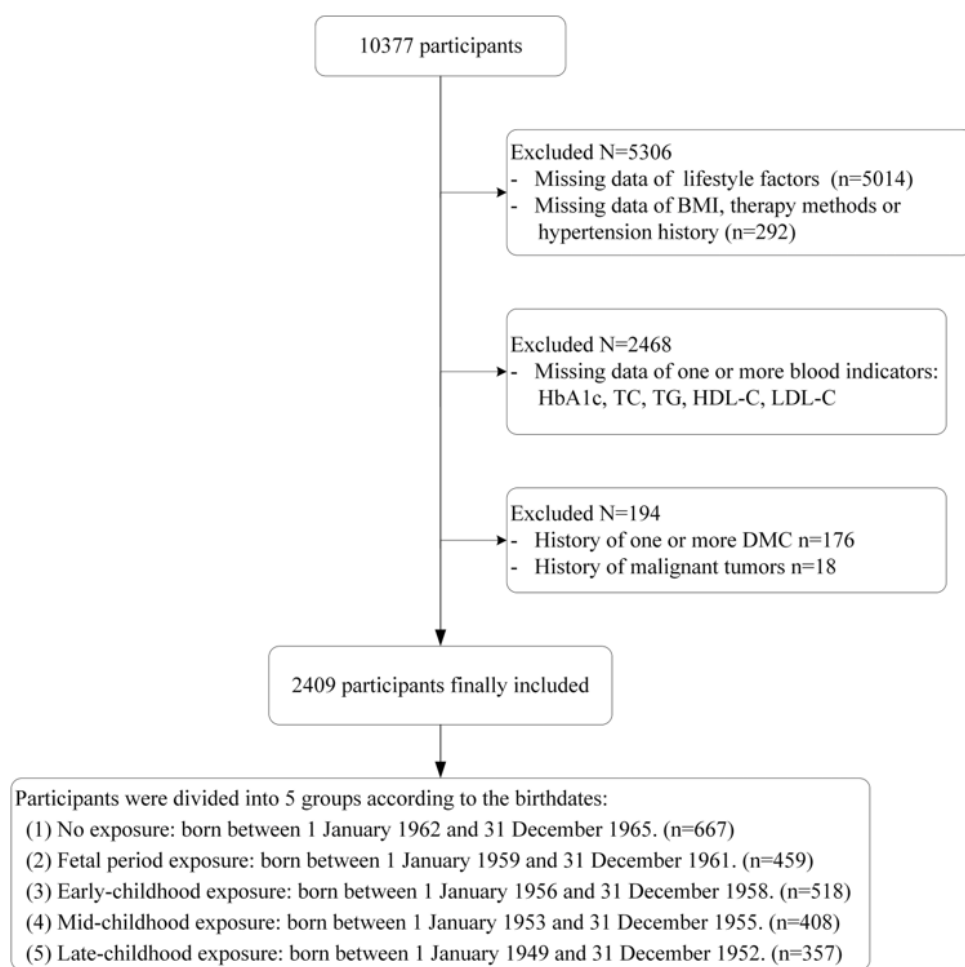 10377 participants
Excluded N=5306
- Missing data of lifestyle factors (n=5014)
- Missing data of BMI, therapy methods or
hypertension history (n=292)
Excluded N=2468
- Missing data of one or more blood indicators:
HbA1c, TC, TG, HDL-C, LDL-C
Excluded N=194
- History of one or more DMC n=176
- History of malignant tumors n=18
2409 participants finally included
Participants were divided into 5 groups according to the birthdates:
(1) No exposure: born between 1 January 1962 and 31 December 1965. (n=667)
(2) Fetal period exposure: born between 1 January 1959 and 31 December 1961. (n=459)
(3) Early-childhood exposure: born between 1 January 1956 and 31 December 1958. (n=518)
(4) Mid-childhood exposure: born between 1 January 1953 and 31 December 1955. (n=408)
(5) Late-childhood exposure: born between 1 January 1949 and 31 December 1952. (n=357)